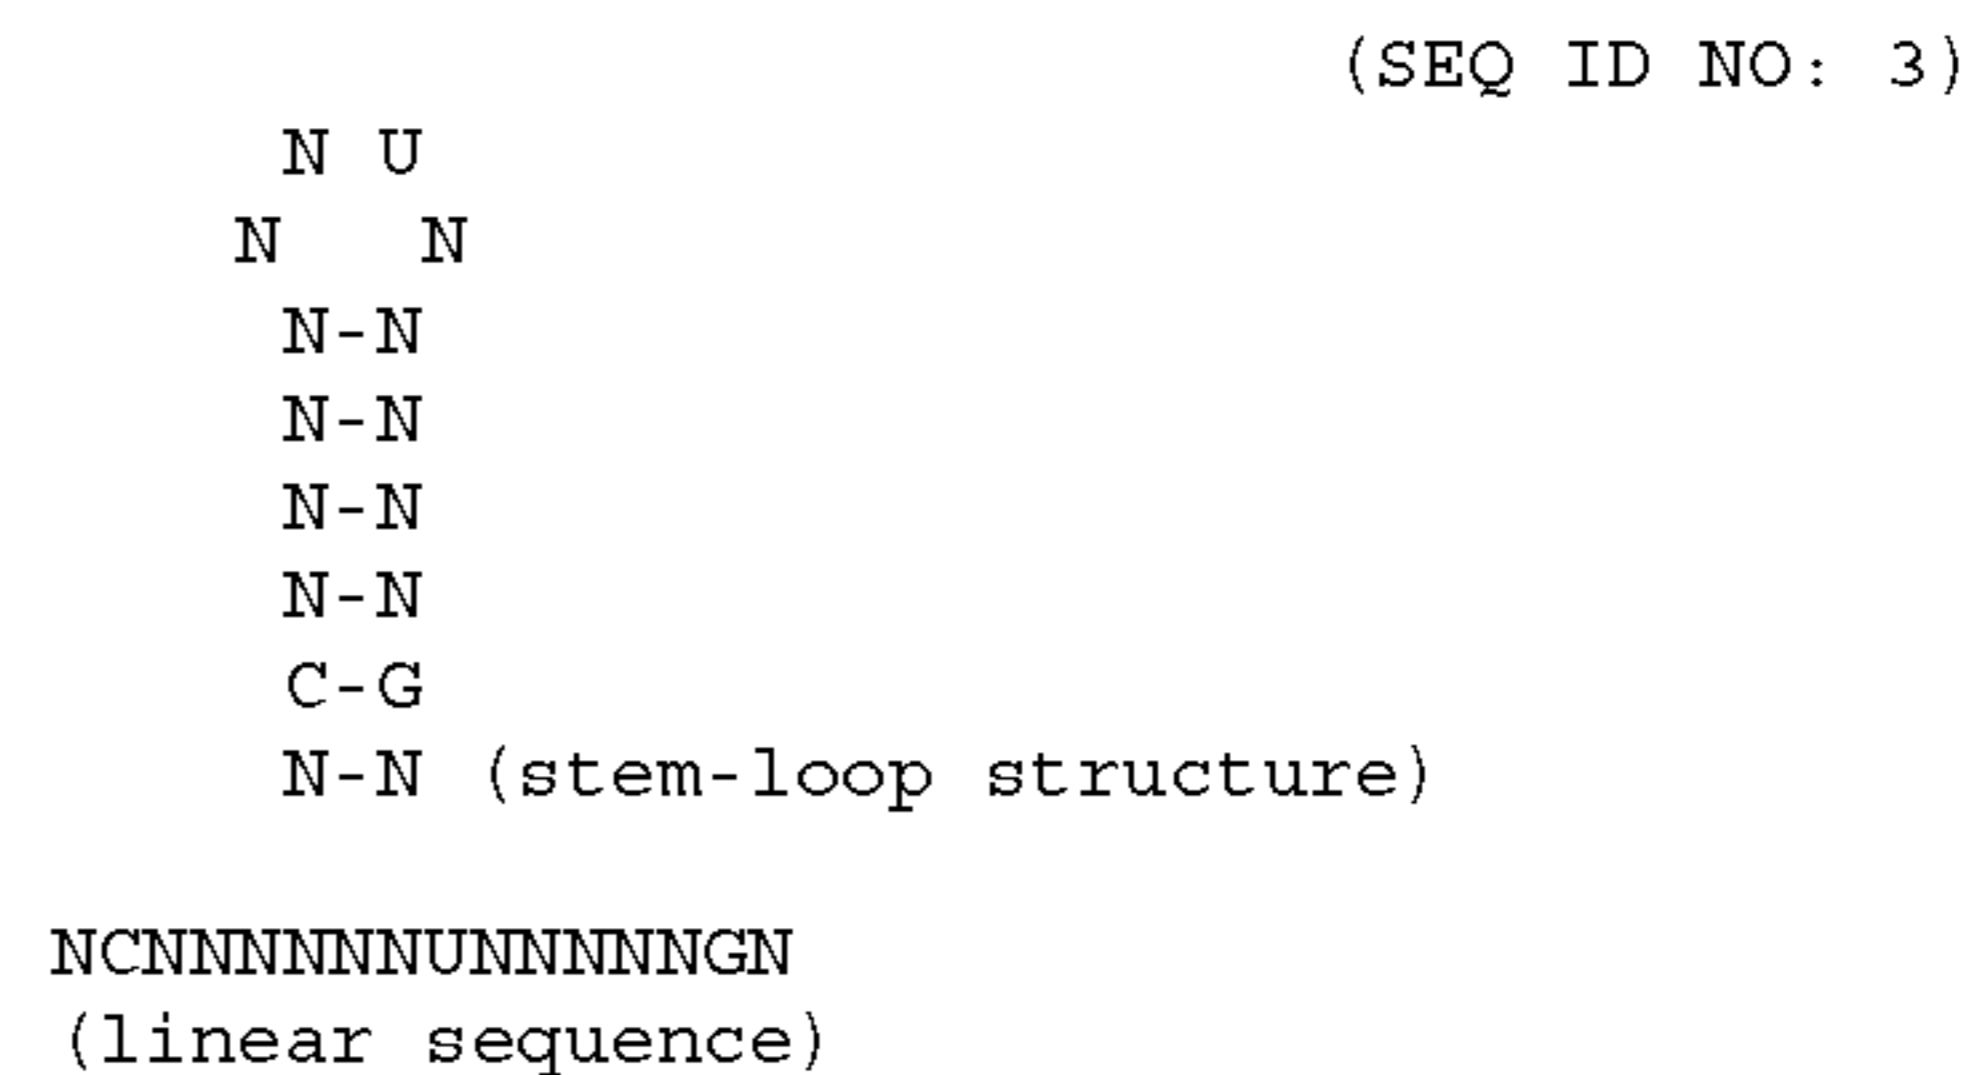 (SEQ ID NO: 3)
N U
N   N
N-N
N-N
N-N
N-N
C-G
N-N (stem-loop structure)
NCNNNNNNUNNNNNGN
(linear sequence)